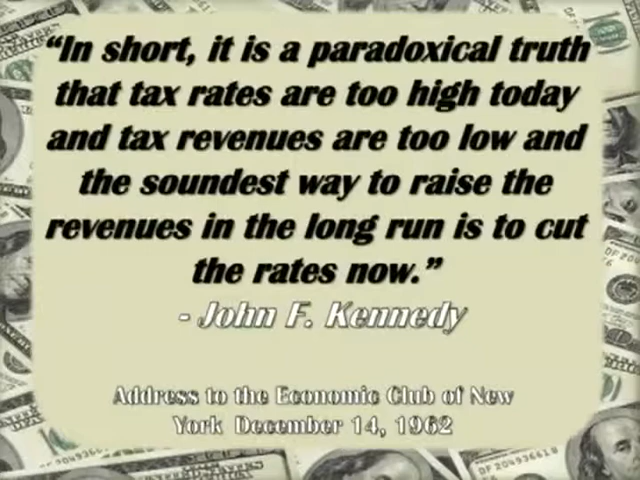 “In short, it is a paradoxical truth
that tax rates are too high today
and tax revenues are too low and
the soundest way to raise the
revenues in the long run is to cut
the rates now.”
- John F. Kennedy
Address to the Economic Club of New
York December 14, 1962